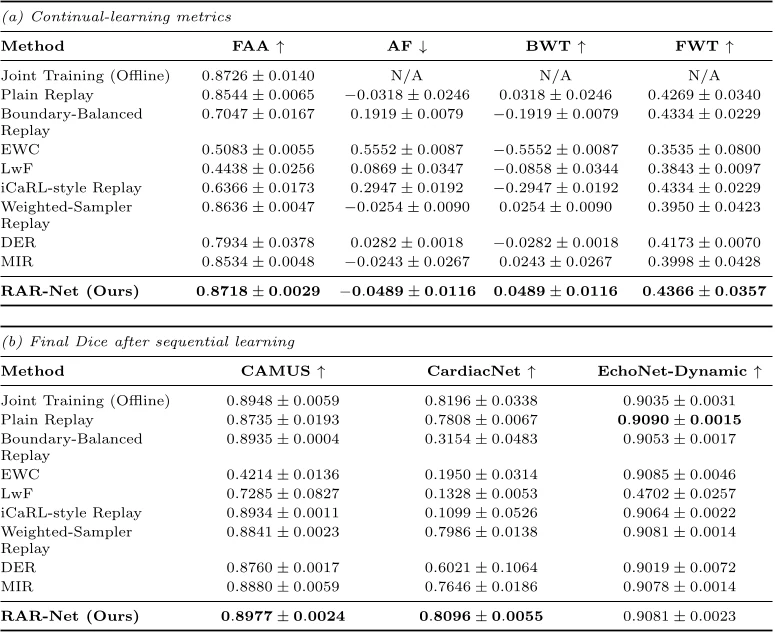 (a) Continual-learning metrics
Method FAA ↑ AF ↓ BWT ↑ FWT ↑
Joint Training (Offline) 0.8726 ± 0.0140 N/A N/A N/A
Plain Replay 0.8544 ± 0.0065 −0.0318 ± 0.0246 0.0318 ± 0.0246 0.4269 ± 0.0340
Boundary-Balanced 0.7047 ± 0.0167 0.1919 ± 0.0079 −0.1919 ± 0.0079 0.4334 ± 0.0229
Replay
EWC 0.5083 ± 0.0055 0.5552 ± 0.0087 −0.5552 ± 0.0087 0.3535 ± 0.0800
LwF 0.4438 ± 0.0256 0.0869 ± 0.0347 −0.0858 ± 0.0344 0.3843 ± 0.0097
iCaRL-style Replay 0.6366 ± 0.0173 0.2947 ± 0.0192 −0.2947 ± 0.0192 0.4334 ± 0.0229
Weighted-Sampler 0.8636 ± 0.0047 −0.0254 ± 0.0090 0.0254 ± 0.0090 0.3950 ± 0.0423
Replay
DER 0.7934 ± 0.0378 0.0282 ± 0.0018 −0.0282 ± 0.0018 0.4173 ± 0.0070
MIR 0.8534 ± 0.0048 −0.0243 ± 0.0267 0.0243 ± 0.0267 0.3998 ± 0.0428
RAR-Net (Ours) 0.8718 ± 0.0029 −0.0489 ± 0.0116 0.0489 ± 0.0116 0.4366 ± 0.0357
(b) Final Dice after sequential learning
Method CAMUS ↑ CardiacNet ↑ EchoNet-Dynamic ↑
Joint Training (Offline) 0.8948 ± 0.0059 0.8196 ± 0.0338 0.9035 ± 0.0031
Plain Replay 0.8735 ± 0.0193 0.7808 ± 0.0067 0.9090 ± 0.0015
Boundary-Balanced 0.8935 ± 0.0004 0.3154 ± 0.0483 0.9053 ± 0.0017
Replay
EWC 0.4214 ± 0.0136 0.1950 ± 0.0314 0.9085 ± 0.0046
LwF 0.7285 ± 0.0827 0.1328 ± 0.0053 0.4702 ± 0.0257
iCaRL-style Replay 0.8934 ± 0.0011 0.1099 ± 0.0526 0.9064 ± 0.0022
Weighted-Sampler 0.8841 ± 0.0023 0.7986 ± 0.0138 0.9081 ± 0.0014
Replay
DER 0.8760 ± 0.0017 0.6021 ± 0.1064 0.9019 ± 0.0072
MIR 0.8880 ± 0.0059 0.7646 ± 0.0186 0.9078 ± 0.0014
RAR-Net (Ours) 0.8977 ± 0.0024 0.8096 ± 0.0055 0.9081 ± 0.0023